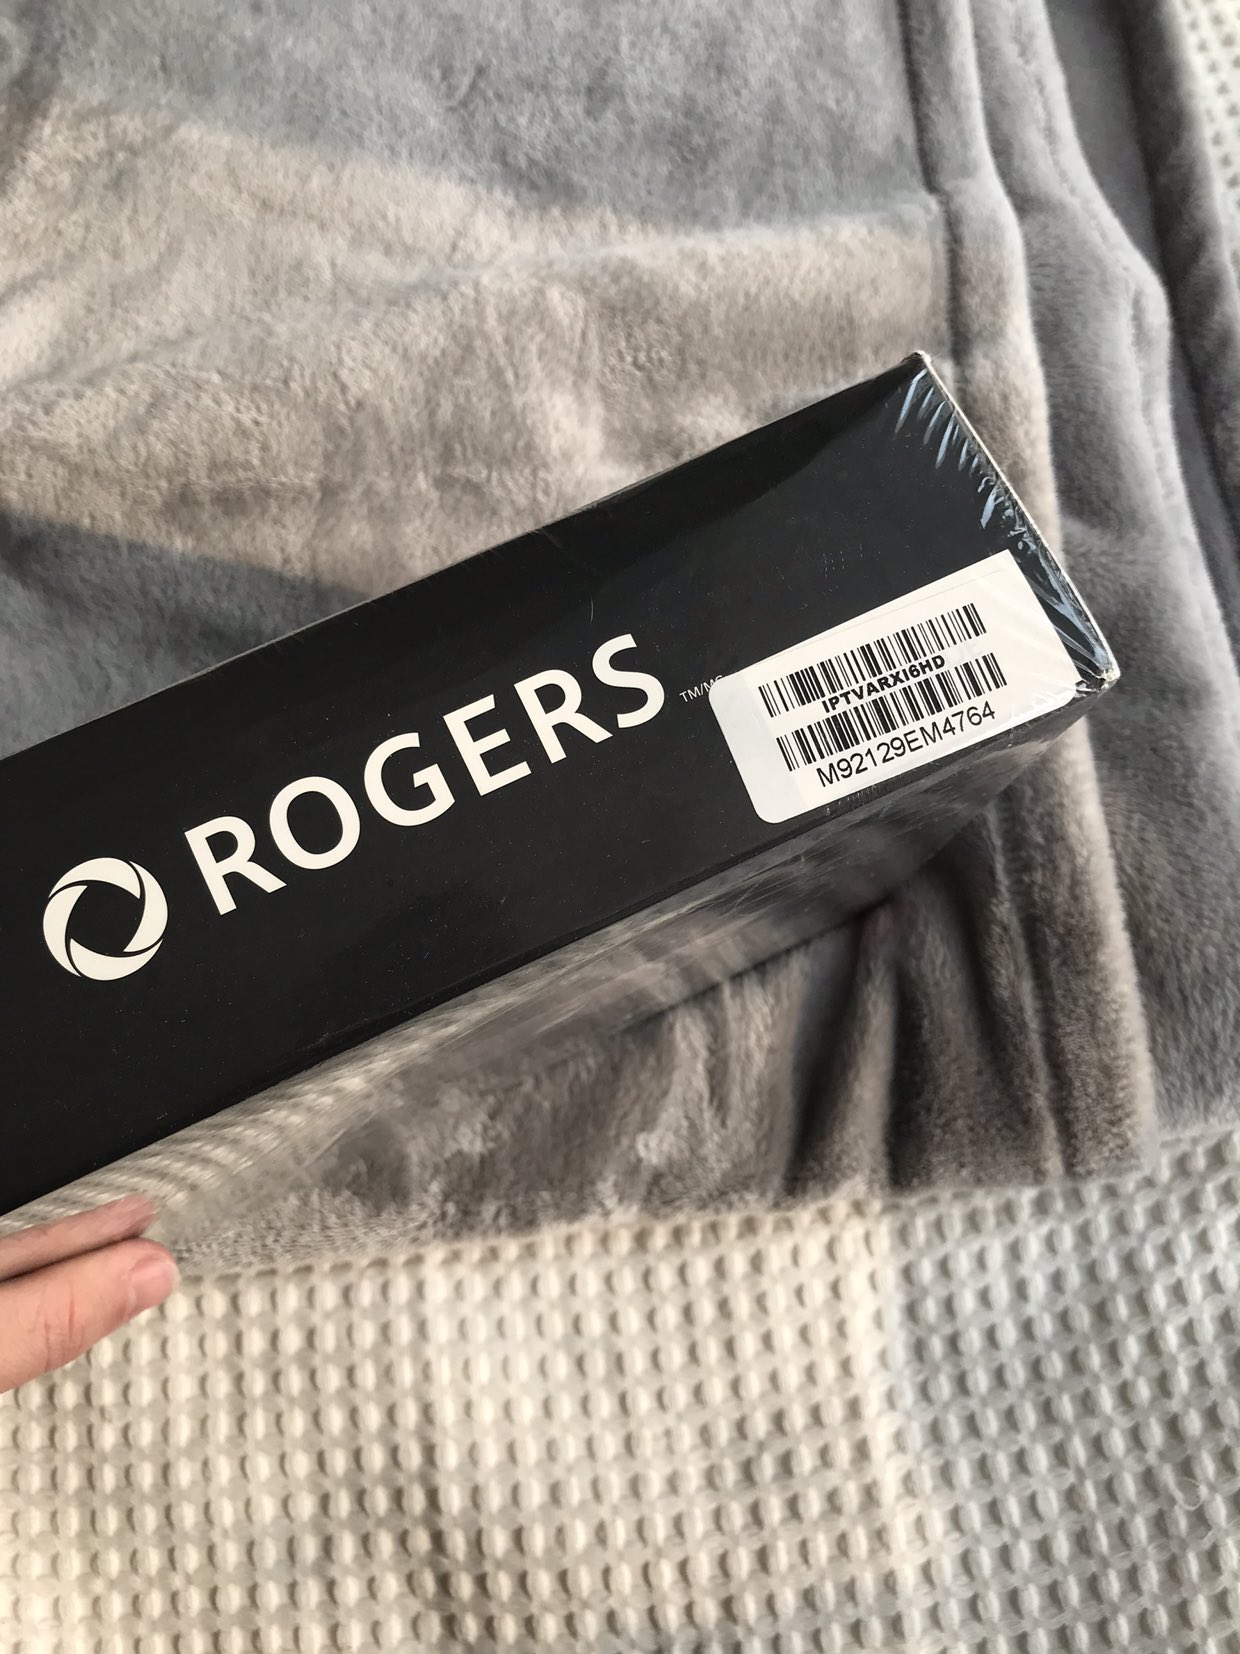 ROGERS
TM/MC
IPTVARXI6HD
M92129EM4764